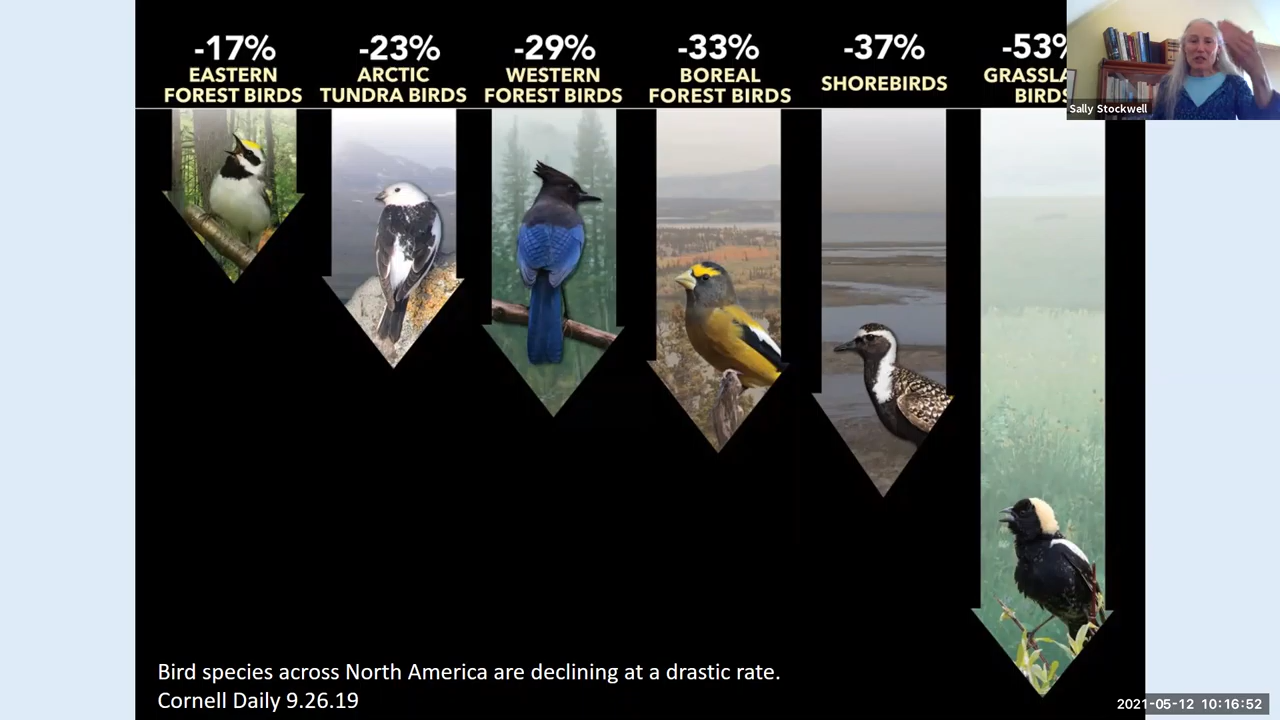 -17%
EASTERN
FOREST BIRDS
-23%
ARCTIC
TUNDRA BIRDS
-29%
WESTERN
FOREST BIRDS
-33%
BOREAL
FOREST BIRDS
-37%
SHOREBIRDS
-53%
BIRDS
Sally Stockwell
Bird species across North America are declining at a drastic rate.
Cornell Daily 9.26.19
2021-05-12 10:16:52